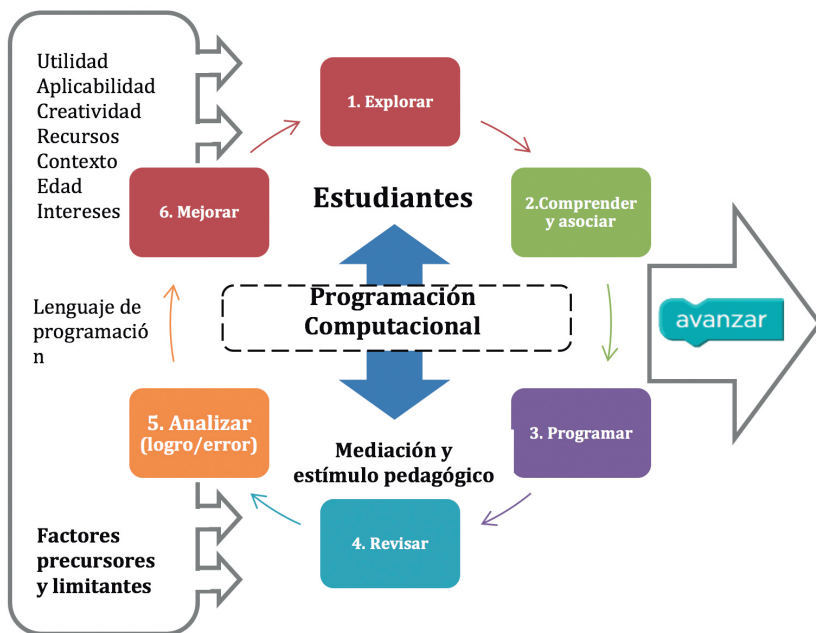 Utilidad
Aplicabilidad
Creatividad
Recursos
Contexto
Edad
Intereses
Lenguaje de
programació
n
Factores
precursores
y limitantes
1. Explorar
2.Comprender
y asociar
3. Programar
4. Revisar
5. Analizar
(logro/error)
6. Mejorar
Estudiantes
Programación
Computacional
Mediación y
estímulo pedagógico
avanzar